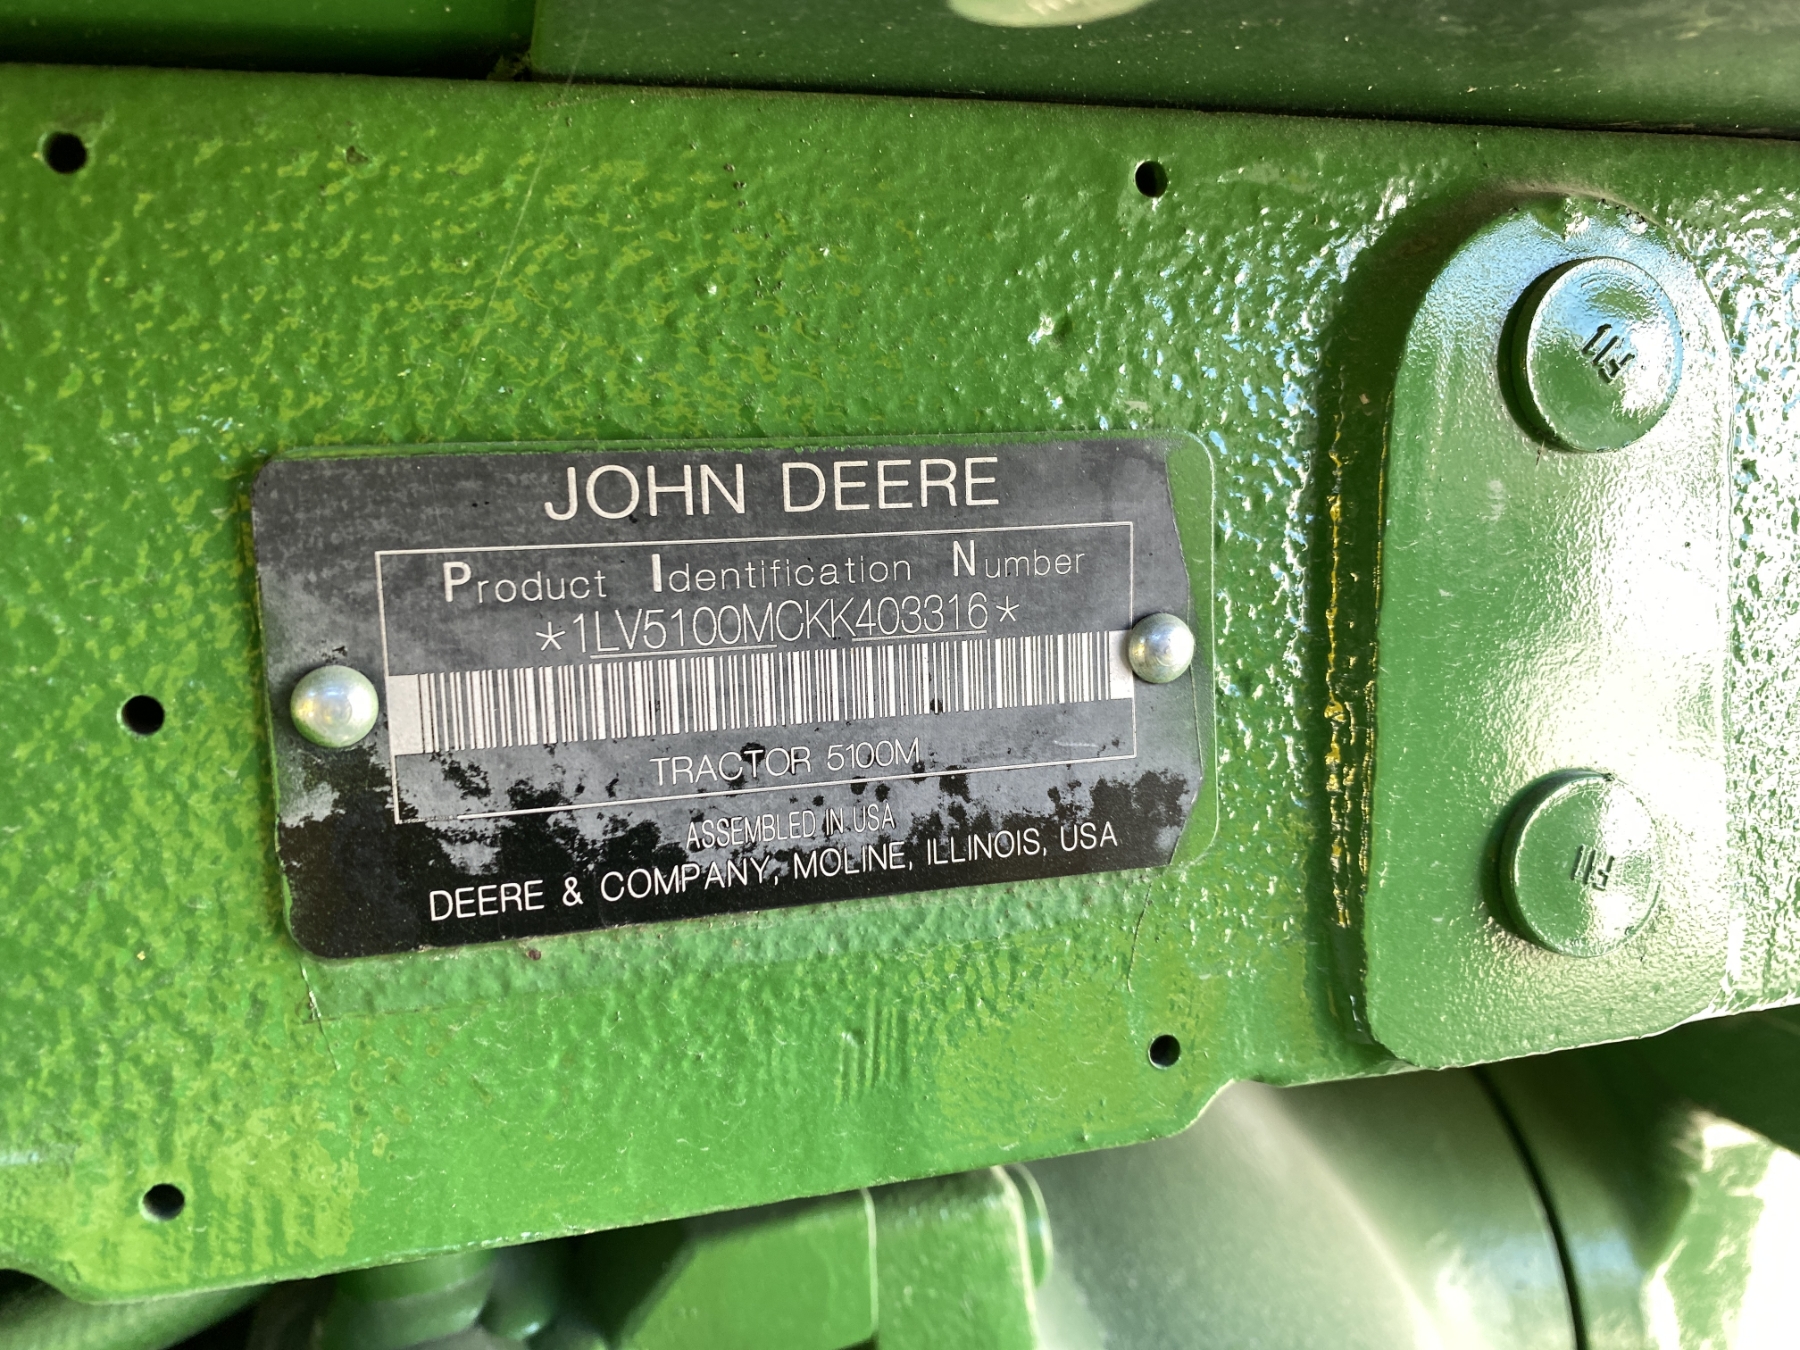 JOHN DEERE
Product Identification Number
*1LV5100MCKK403316*
TRACTOR 5100M
ASSEMBLED IN USA
DEERE & COMPANY, MOLINE, ILLINOIS, USA